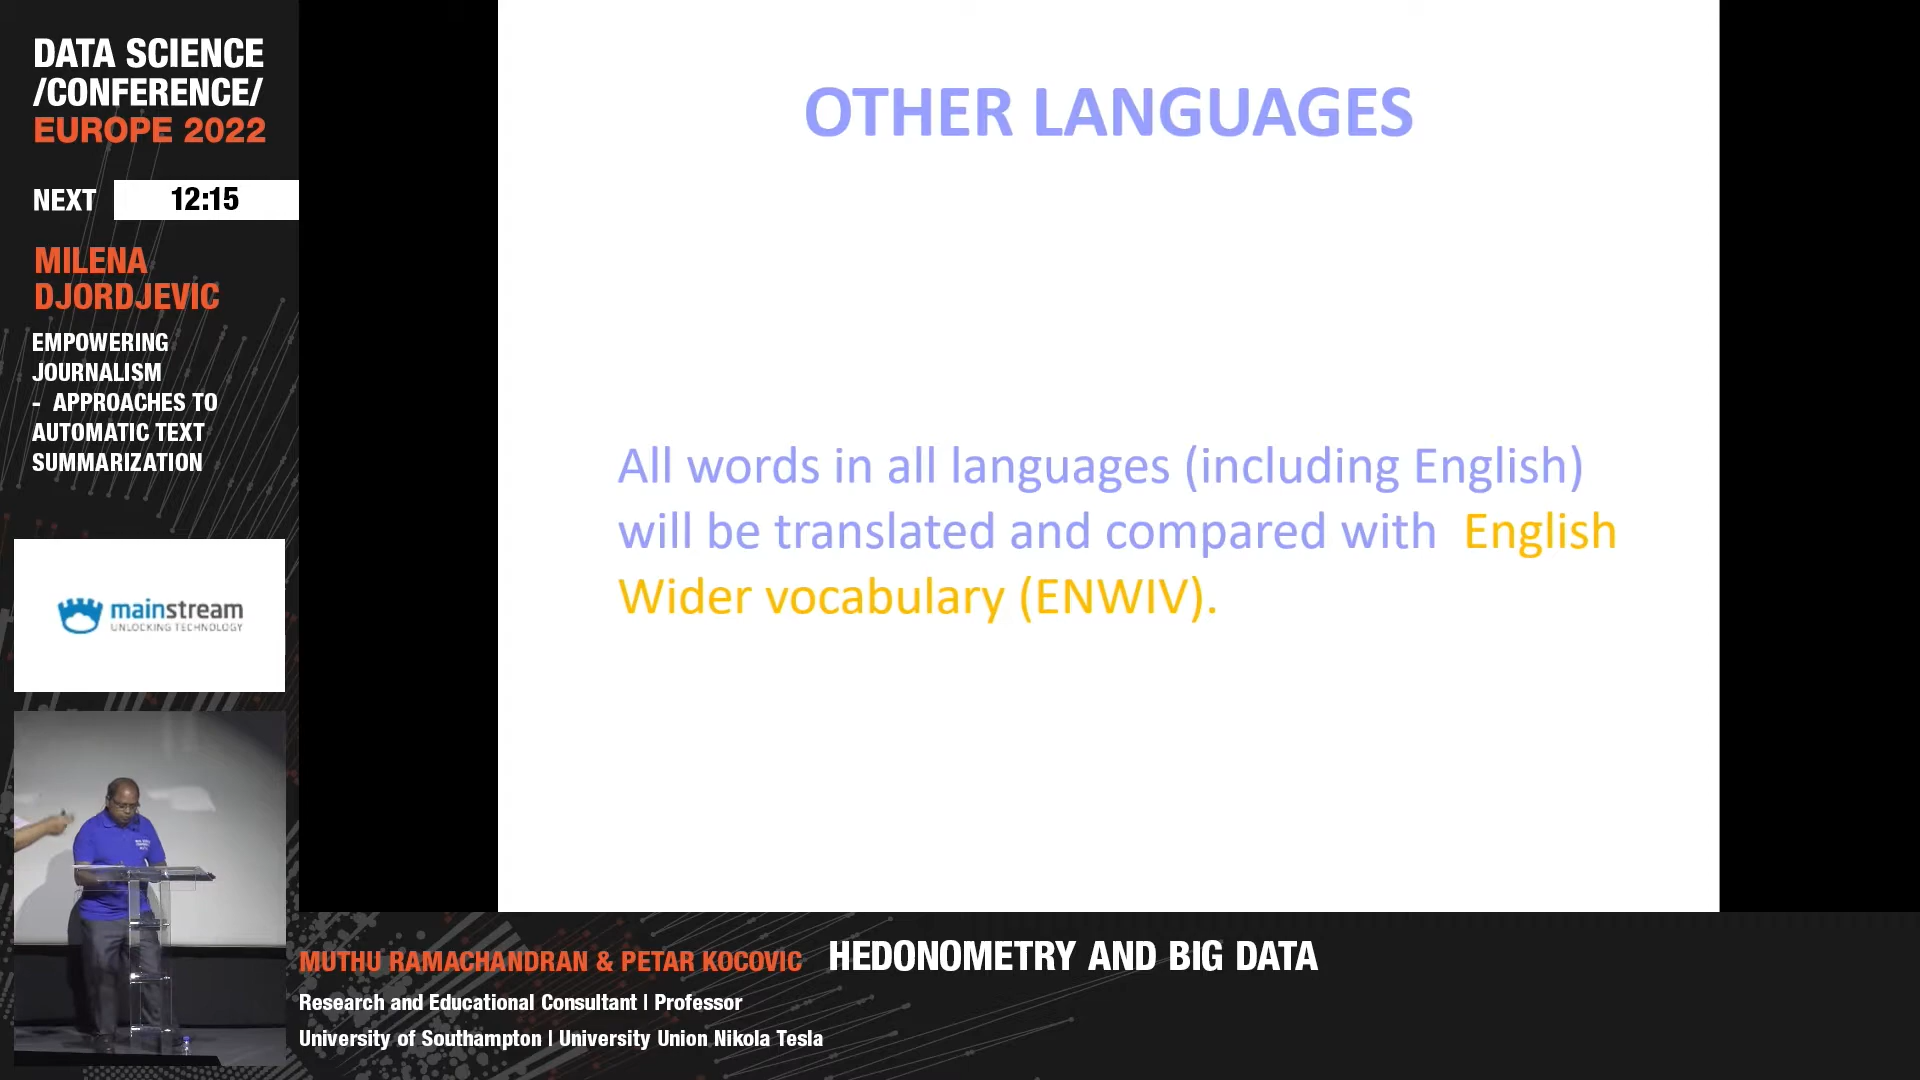 DATA SCIENCE
/CONFERENCE/
EUROPE 2022
NEXT 12:15
MILENA
DJORDJEVIC
EMPOWERING
JOURNALISM
- APPROACHES TO
AUTOMATIC TEXT
SUMMARIZATION
mainstream
UNLOCKING TECHNOLOGY
OTHER LANGUAGES
All words in all languages (including English)
will be translated and compared with English
Wider vocabulary (ENWIV).
MUTHU RAMACHANDRAN & PETAR KOCOVIC HEDONOMETRY AND BIG DATA
Research and Educational Consultant | Professor
University of Southampton | University Union Nikola Tesla